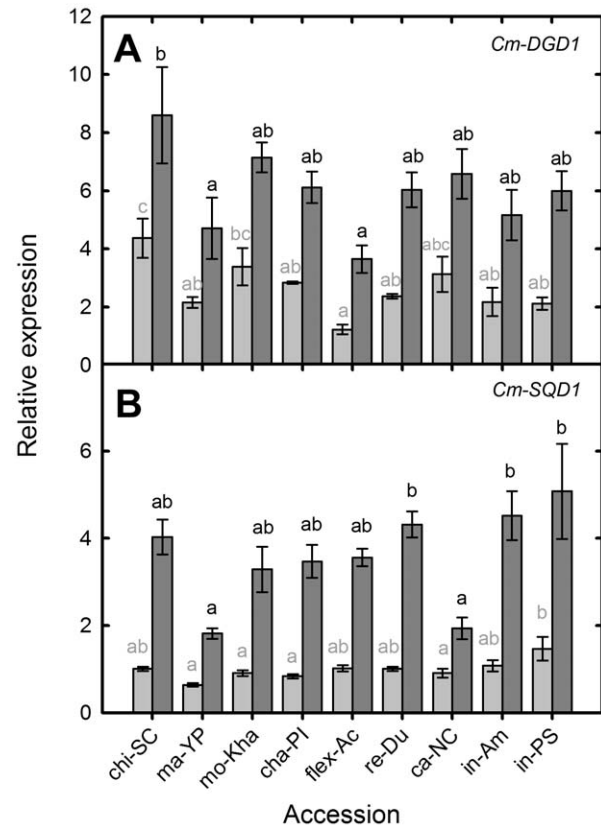 A
Cm-DGD1
12
10
8
6
4
2
0
c b ab a bc ab ab ab a a ab ab abc ab ab ab ab ab
B
Cm-SQD1
6
4
2
0
ab ab a a a ab a ab ab ab ab b a a ab b b b
Relative expression
chi-SC ma-YP mo-Kha cha-PI flex-Ac re-Du ca-NC in-Am in-PS
Accession